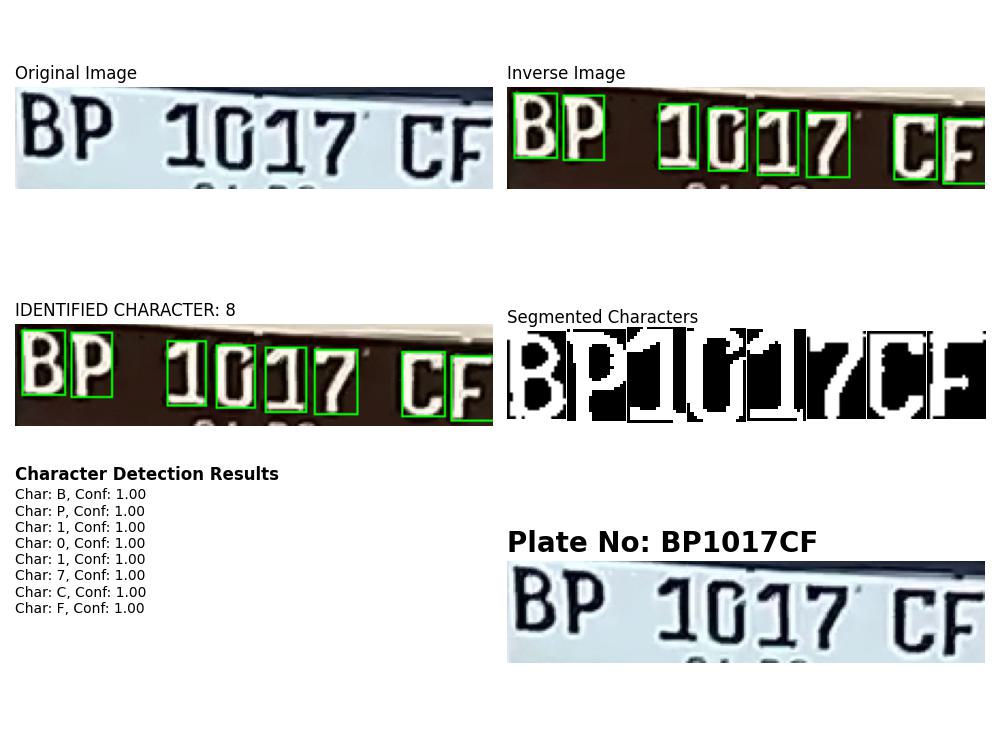 Original Image
BP 1017 CF
Inverse Image
BP 1017 CF
IDENTIFIED CHARACTER: 8
BP 1017 CF
Segmented Characters
BP1017CF
Character Detection Results
Char: B, Conf: 1.00
Char: P, Conf: 1.00
Char: 1, Conf: 1.00
Char: 0, Conf: 1.00
Char: 1, Conf: 1.00
Char: 7, Conf: 1.00
Char: C, Conf: 1.00
Char: F, Conf: 1.00
Plate No: BP1017CF
BP 1017 CF